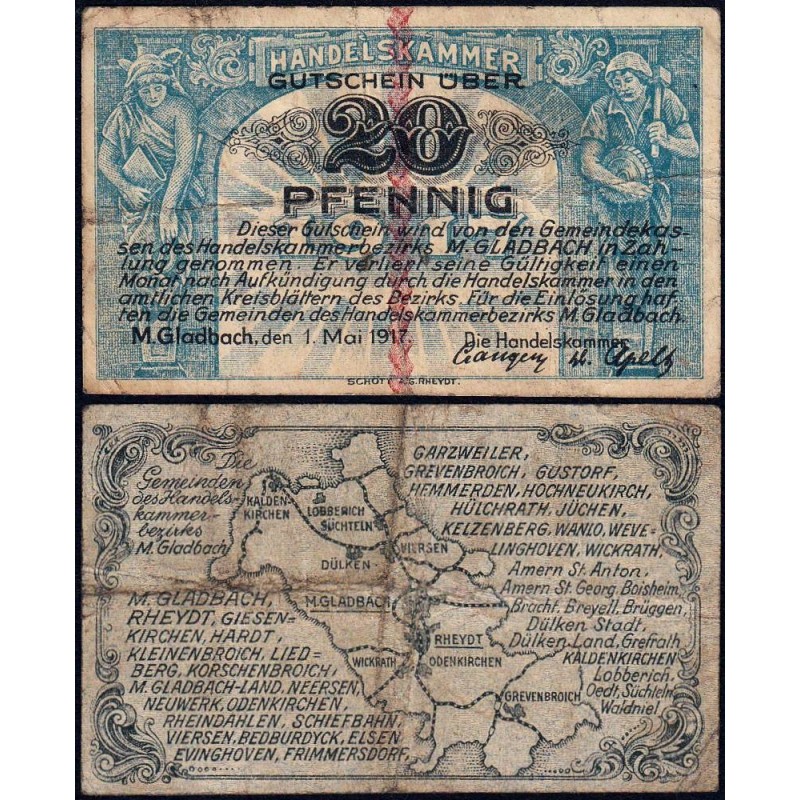 HANDELSKAMMER
GUTSCHEIN ÜBER
20
PFENNIG
Dieser Gutschein wird von den Gemeindekas=
sen des Handelskammerbezirks M. GLADBACH in Zah=
lung genommen. Er verliert seine Gültigkeit einen
Monat nach Aufkündigung durch die Handelskammer in den
amtlichen Kreisblättern des Bezirks. Für die Einlösung haf=
ten die Gemeinden des Handelskammerbezirks M. Gladbach.
M. Gladbach, den 1. Mai 1917. Die Handelskammer
SCHÖTT A.G. RHEYDT.
Die
Gemeinden
des Handels=
kammer=
bezirks
M. Gladbach
KALDEN=
KIRCHEN
LOBBERICH
SÜCHTELN
VIERSEN
DÜLKEN
M. GLADBACH
RHEYDT
WICKRATH
ODENKIRCHEN
GREVENBROICH
GARZWEILER,
GREVENBROICH, GUSTORF,
HEMMERDEN, HOCHNEUKIRCH,
HÜLCHRATH, JÜCHEN,
KELZENBERG, WANLO, WEVE=
LINGHOVEN, WICKRATH,
Amern St. Anton,
Amern St. Georg, Boisheim,
Bracht, Breyell, Brüggen,
Dülken Stadt,
Dülken Land, Grefrath
KALDENKIRCHEN
Lobberich,
Oedt, Süchteln
Waldniel
M. GLADBACH,
RHEYDT, GIESEN=
KIRCHEN, HARDT,
KLEINENBROICH, LIED=
BERG, KORSCHENBROICH,
M. GLADBACH-LAND, NEERSEN,
NEUWERK, ODENKIRCHEN,
RHEINDAHLEN, SCHIEFBAHN,
VIERSEN, BEDBURDYCK, ELSEN
EVINGHOVEN, FRIMMERSDORF,